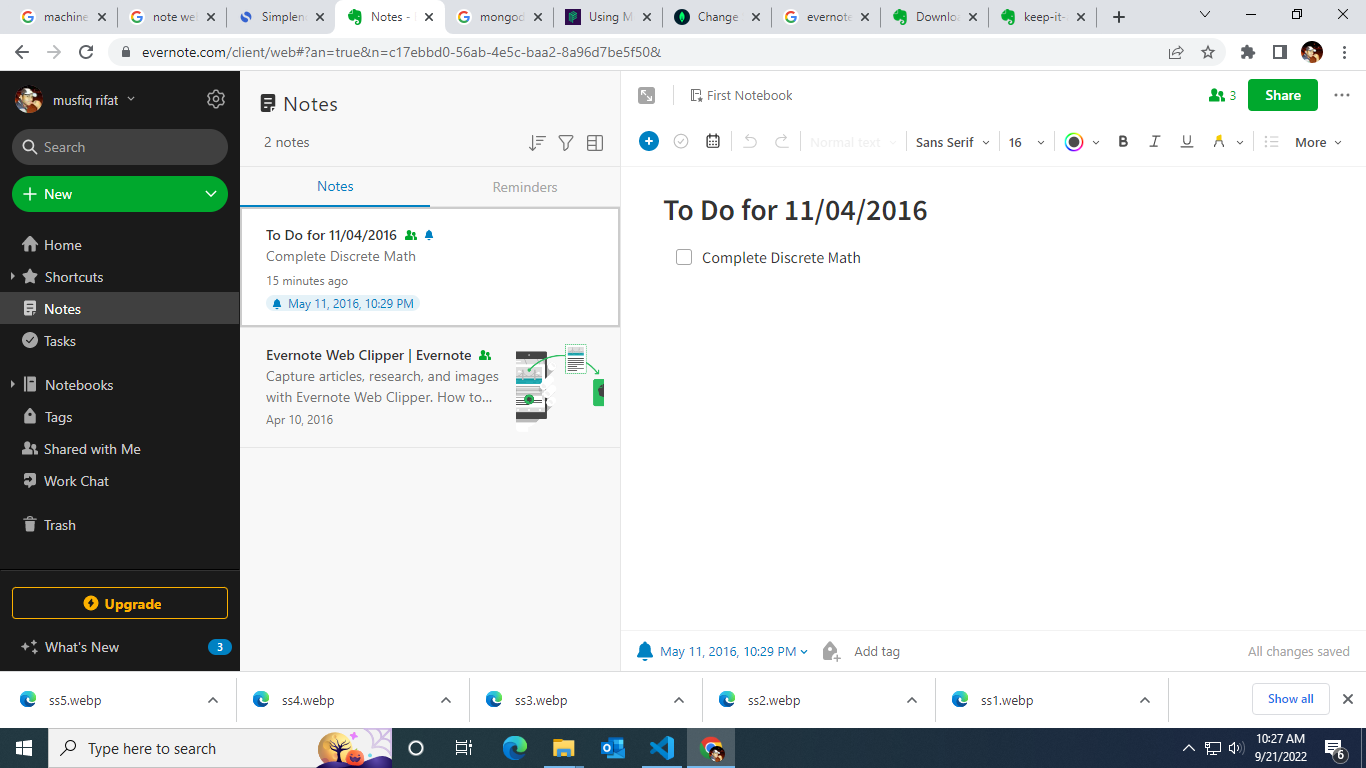 machine
note wel
Simplen
Notes -
mongod
Using M
Change
evernote
Downlo
keep-it-
evernote.com/client/web#?an=true&n=c17ebbd0-56ab-4e5c-baa2-8a96d7be5f50&
musfiq rifat
Search
New
Home
Shortcuts
Notes
Tasks
Notebooks
Tags
Shared with Me
Work Chat
Trash
Upgrade
What's New 3
Notes
2 notes
Notes Reminders
To Do for 11/04/2016
Complete Discrete Math
15 minutes ago
May 11, 2016, 10:29 PM
Evernote Web Clipper | Evernote
Capture articles, research, and images
with Evernote Web Clipper. How to...
Apr 10, 2016
First Notebook 3 Share
Normal text Sans Serif 16 B I U A More
To Do for 11/04/2016
Complete Discrete Math
May 11, 2016, 10:29 PM Add tag All changes saved
ss5.webp ss4.webp ss3.webp ss2.webp ss1.webp Show all
Type here to search
10:27 AM
9/21/2022
6